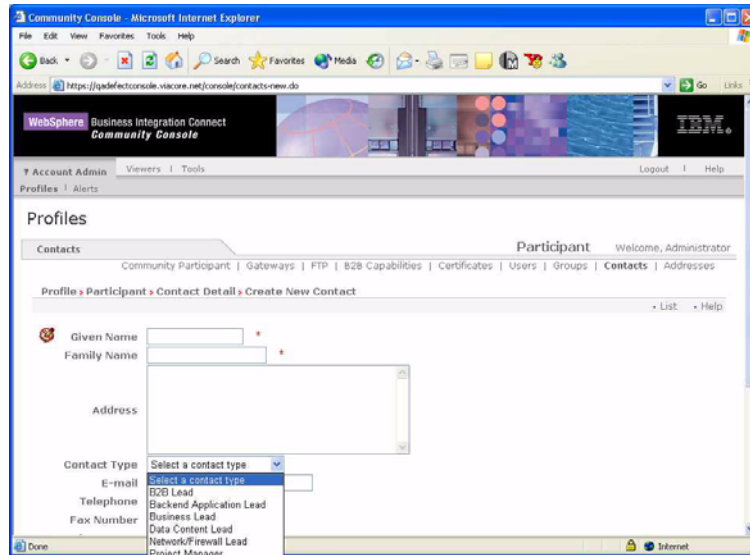 Community Console - Microsoft Internet Explorer
File Edit View Favorites Tools Help
Back Search Favorites Media
Address https://qadefectconsole.viacore.net/console/contacts-new.do Go Links
WebSphere Business Integration Connect
Community Console
IBM.
Account Admin Viewers | Tools Logout | Help
Profiles | Alerts
Profiles
Contacts Participant Welcome, Administrator
Community Participant | Gateways | FTP | B2B Capabilities | Certificates | Users | Groups | Contacts | Addresses
Profile » Participant » Contact Detail » Create New Contact
• List • Help
Given Name *
Family Name *
Address
Contact Type Select a contact type
E-mail Select a contact type
B2B Lead
Telephone Backend Application Lead
Business Lead
Fax Number Data Content Lead
Network/Firewall Lead
Project Manager
Done Internet